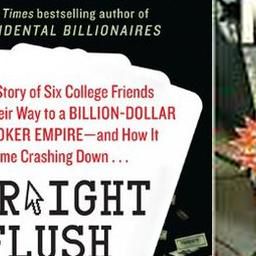 Times bestselling author of
IDENTAL BILLIONAIRES
Story of Six College Friends
eir Way to a BILLION-DOLLAR
OKER EMPIRE—and How It
me Crashing Down . . .
R IGHT
FLUSH